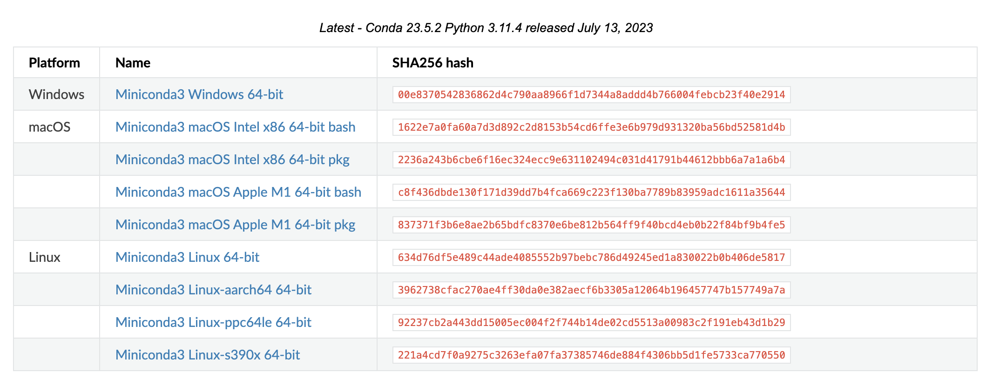 Latest - Conda 23.5.2 Python 3.11.4 released July 13, 2023
Platform Name SHA256 hash
Windows Miniconda3 Windows 64-bit 00e8370542836862d4c790aa8966f1d7344a8addd4b766004febcb23f40e2914
macOS Miniconda3 macOS Intel x86 64-bit bash 1622e7a0fa60a7d3d892c2d8153b54cd6ffe3e6b979d931320ba56bd52581d4b
Miniconda3 macOS Intel x86 64-bit pkg 2236a243b6cbe6f16ec324ecc9e631102494c031d41791b44612bbb6a7a1a6b4
Miniconda3 macOS Apple M1 64-bit bash c8f436dbde130f171d39dd7b4fca669c223f130ba7789b83959adc1611a35644
Miniconda3 macOS Apple M1 64-bit pkg 837371f3b6e8ae2b65bdfc8370e6be812b564ff9f40bcd4eb0b22f84bf9b4fe5
Linux Miniconda3 Linux 64-bit 634d76df5e489c44ade4085552b97bebc786d49245ed1a830022b0b406de5817
Miniconda3 Linux-aarch64 64-bit 3962738cfac270ae4ff30da0e382aecf6b3305a12064b196457747b157749a7a
Miniconda3 Linux-ppc64le 64-bit 92237cb2a443dd15005ec004f2f744b14de02cd5513a00983c2f191eb43d1b29
Miniconda3 Linux-s390x 64-bit 221a4cd7f0a9275c3263efa07fa37385746de884f4306bb5d1fe5733ca770550